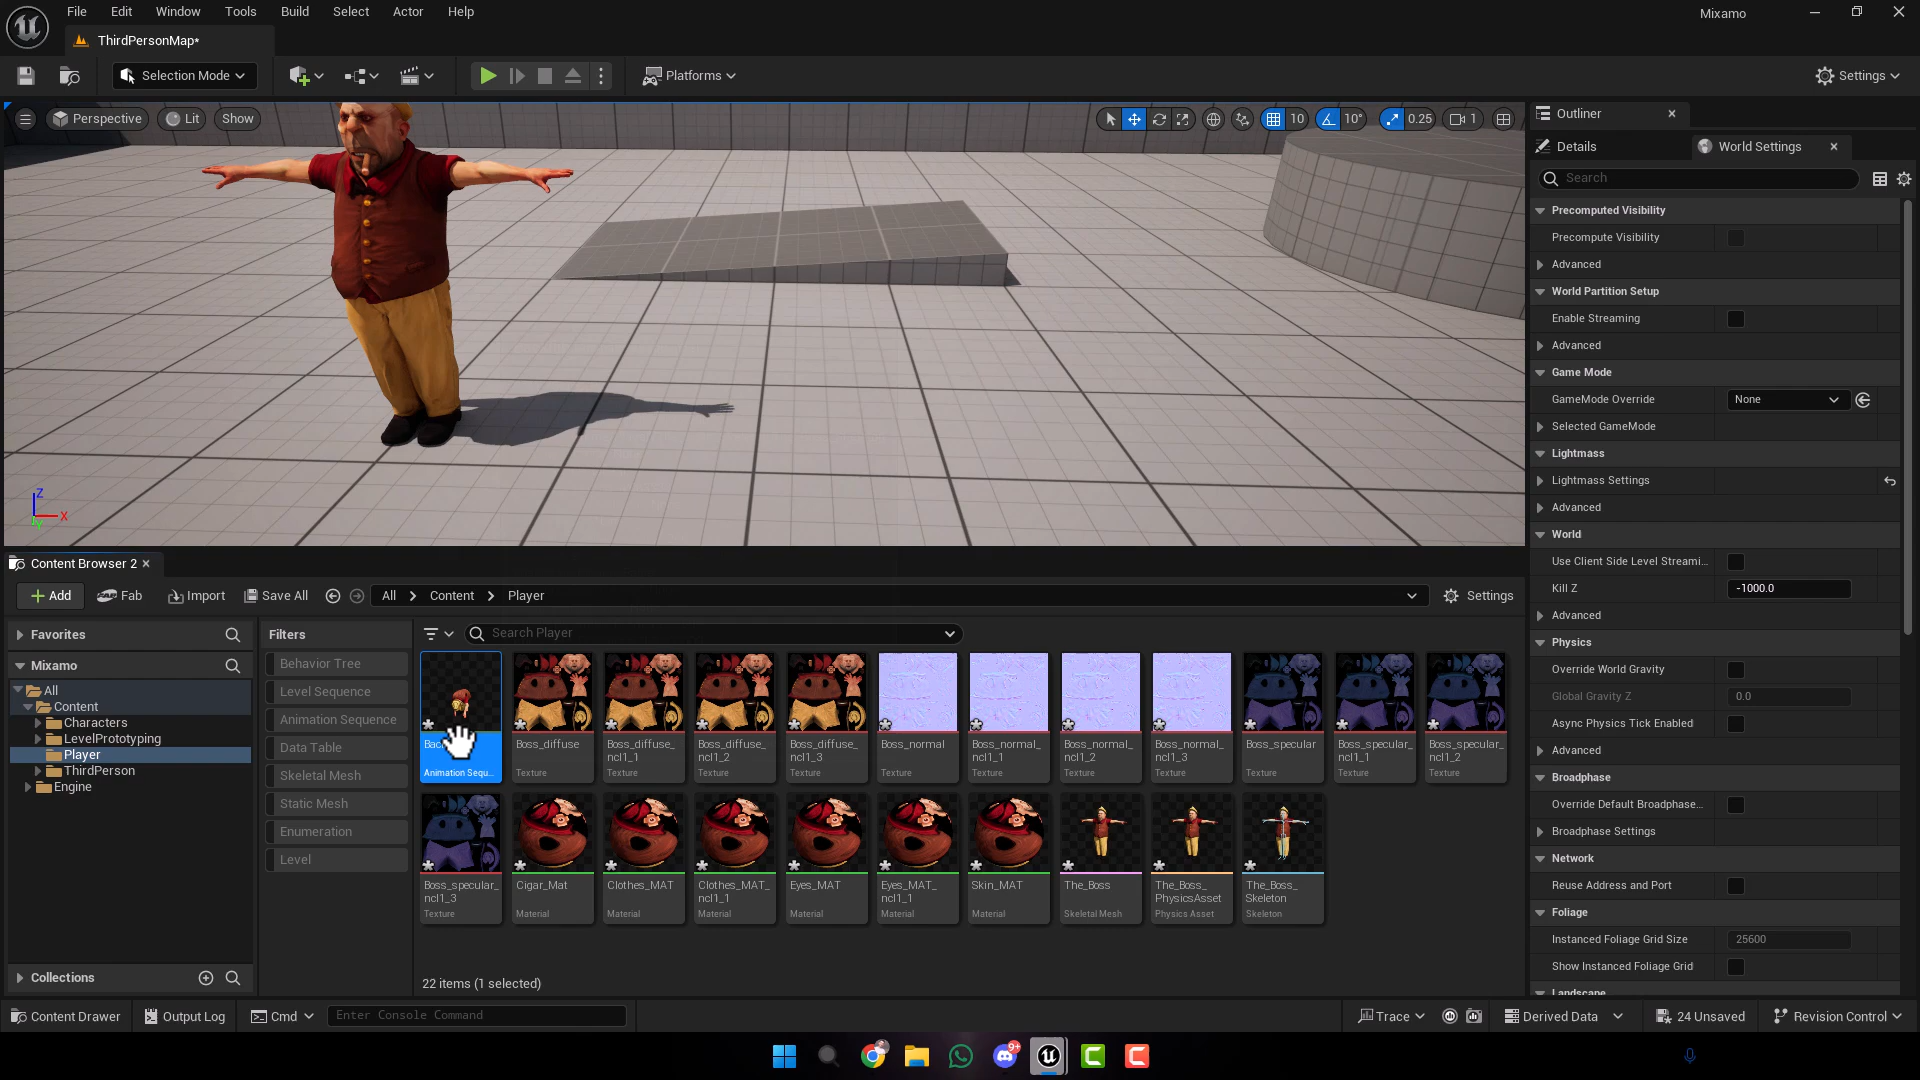 File Edit Window Tools Build Select Actor Help
Mixamo
ThirdPersonMap*
Selection Mode
Platforms
Settings
Perspective Lit Show
10 10° 0.25 1
Z
X
Y
Outliner
Details World Settings
Search
Precomputed Visibility
Precompute Visibility
Advanced
World Partition Setup
Enable Streaming
Advanced
Game Mode
GameMode Override None
Selected GameMode
Lightmass
Lightmass Settings
Advanced
World
Use Client Side Level Streami...
Kill Z -1000.0
Advanced
Physics
Override World Gravity
Global Gravity Z 0.0
Async Physics Tick Enabled
Advanced
Broadphase
Override Default Broadphase...
Broadphase Settings
Network
Reuse Address and Port
Foliage
Instanced Foliage Grid Size 25600
Show Instanced Foliage Grid
Landscape
Content Browser 2
Add Fab Import Save All All Content Player Settings
Favorites
Mixamo
All
Content
Characters
LevelPrototyping
Player
ThirdPerson
Engine
Collections
Filters
Behavior Tree
Level Sequence
Animation Sequence
Data Table
Skeletal Mesh
Static Mesh
Enumeration
Level
Search Player
Animation Sequ...
Boss_diffuse
Texture
Boss_diffuse_
ncl1_1
Texture
Boss_diffuse_
ncl1_2
Texture
Boss_diffuse_
ncl1_3
Texture
Boss_normal
Texture
Boss_normal_
ncl1_1
Texture
Boss_normal_
ncl1_2
Texture
Boss_normal_
ncl1_3
Texture
Boss_specular
Texture
Boss_specular_
ncl1_1
Texture
Boss_specular_
ncl1_2
Texture
Boss_specular_
ncl1_3
Texture
Cigar_Mat
Material
Clothes_MAT
Material
Clothes_MAT_
ncl1_1
Material
Eyes_MAT
Material
Eyes_MAT_
ncl1_1
Material
Skin_MAT
Material
The_Boss
Skeletal Mesh
The_Boss_
PhysicsAsset
Physics Asset
The_Boss_
Skeleton
Skeleton
22 items (1 selected)
Content Drawer Output Log Cmd Enter Console Command Trace Derived Data 24 Unsaved Revision Control
9+